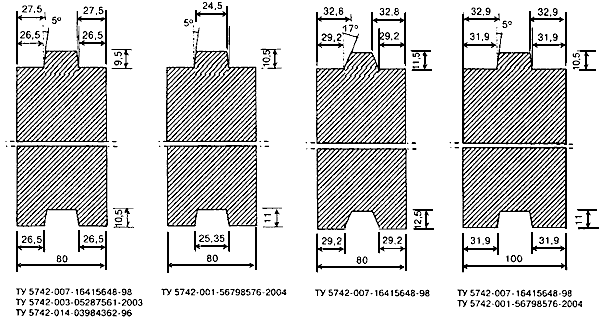 27,5 27,5
26,5 5° 26,5
9,5
10,5
26,5 26,5
80
ТУ 5742-007-16415648-98
ТУ 5742-003-05287561-2003
ТУ 5742-014-03984362-96
24,5
5°
10,5
11
25,35
80
ТУ 5742-001-56798576-2004
32,8 32,8
29,2 17° 29,2
11,5
12,5
29,2 29,2
80
ТУ 5742-007-16415648-98
32,9 32,9
31,9 5° 31,9
10,5
11
31,9 31,9
100
ТУ 5742-007-16415648-98
ТУ 5742-001-56798576-2004